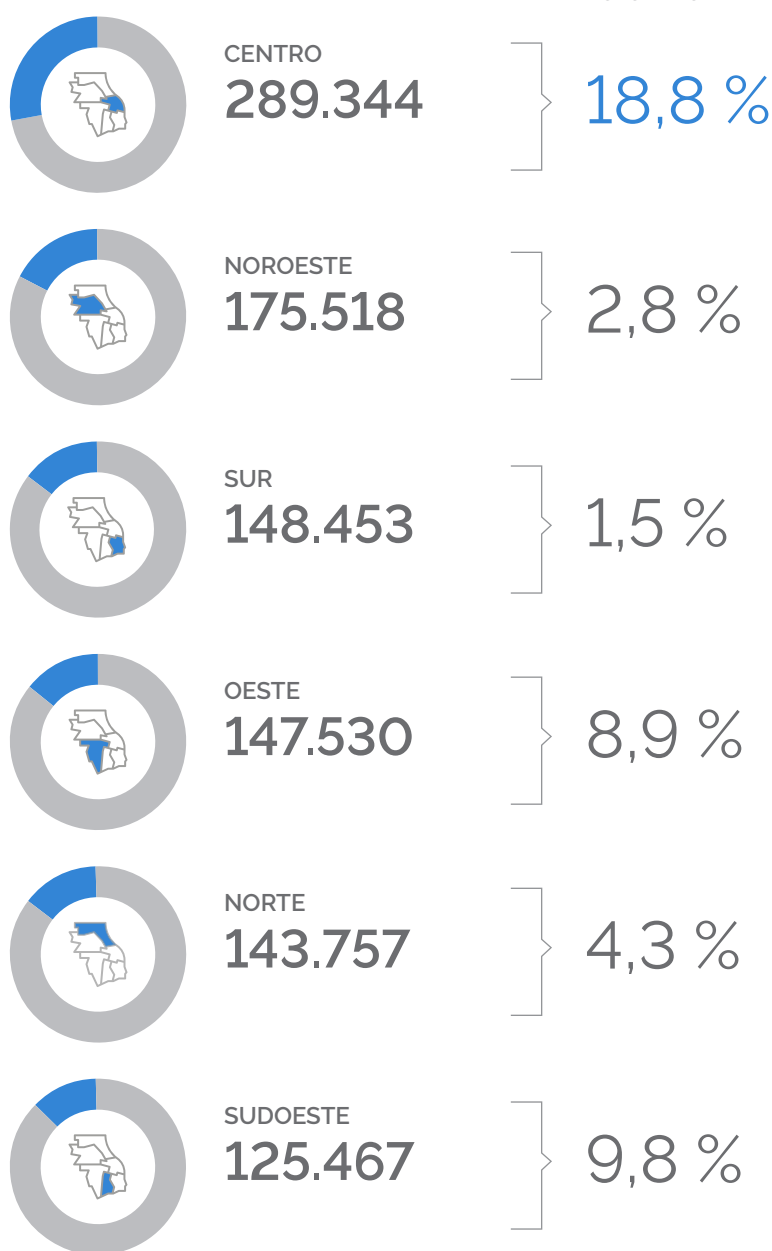 CENTRO
289.344
18,8 %
NOROESTE
175.518
2,8 %
SUR
148.453
1,5 %
OESTE
147.530
8,9 %
NORTE
143.757
4,3 %
SUDOESTE
125.467
9,8 %